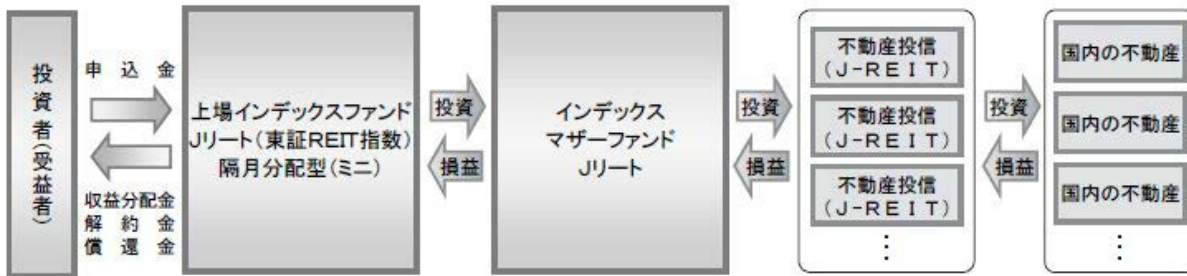 投資者(受益者)
申込金
収益分配金
解約金
償還金
上場インデックスファンド
Jリート(東証REIT指数)
隔月分配型(ミニ)
投資
損益
インデックス
マザーファンド
Jリート
投資
損益
不動産投信
(J-REIT)
不動産投信
(J-REIT)
不動産投信
(J-REIT)
⋮
投資
損益
国内の不動産
国内の不動産
国内の不動産
⋮